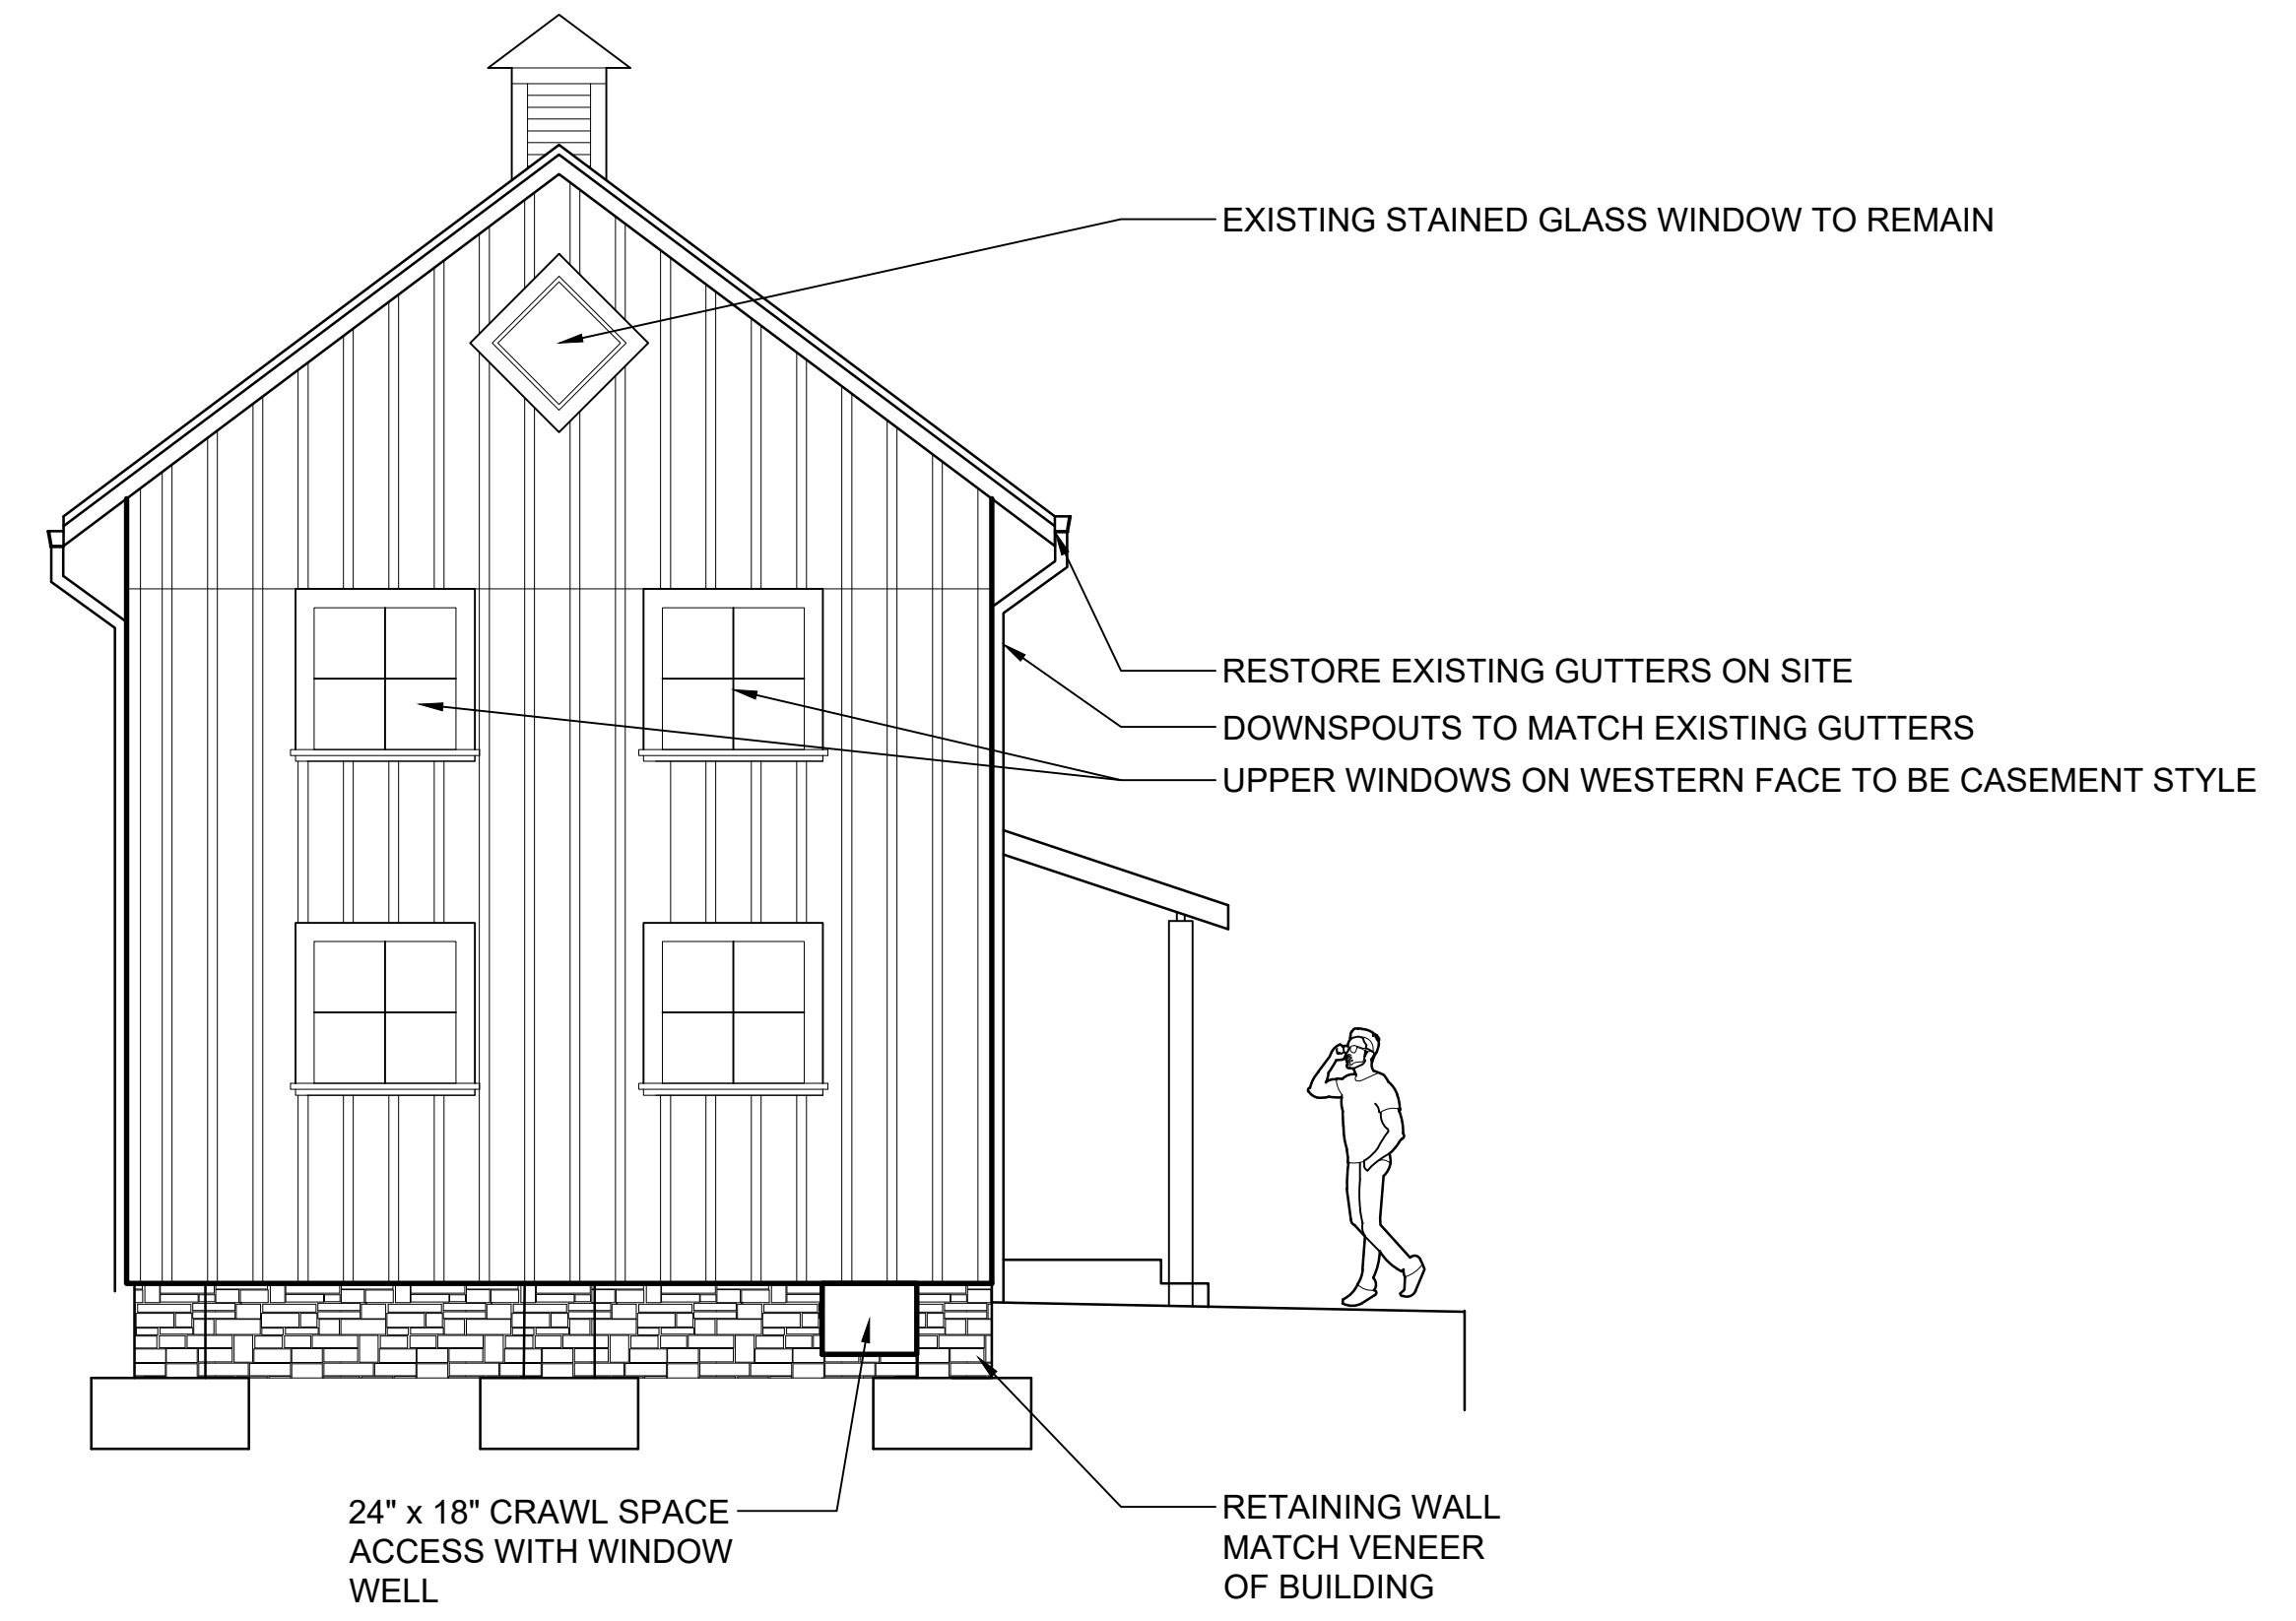 EXISTING STAINED GLASS WINDOW TO REMAIN
RESTORE EXISTING GUTTERS ON SITE
DOWNSPOUTS TO MATCH EXISTING GUTTERS
UPPER WINDOWS ON WESTERN FACE TO BE CASEMENT STYLE
24" x 18" CRAWL SPACE
ACCESS WITH WINDOW
WELL
RETAINING WALL
MATCH VENEER
OF BUILDING